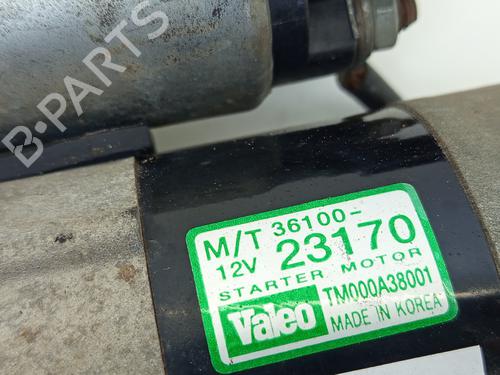 B-PARTS
M/T 36100-
12V 23170
STARTER MOTOR
Valeo TM000A38001
MADE IN KOREA